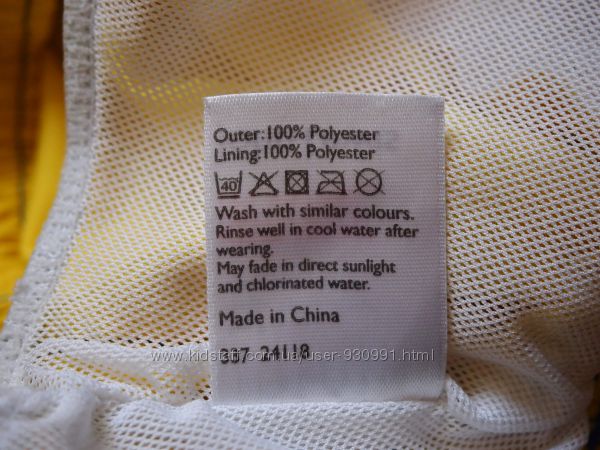 Outer:100% Polyester
Lining:100% Polyester
40
Wash with similar colours.
Rinse well in cool water after
wearing.
May fade in direct sunlight
and chlorinated water.
Made in China
www.kidstaff.com.ua/user-930991.html